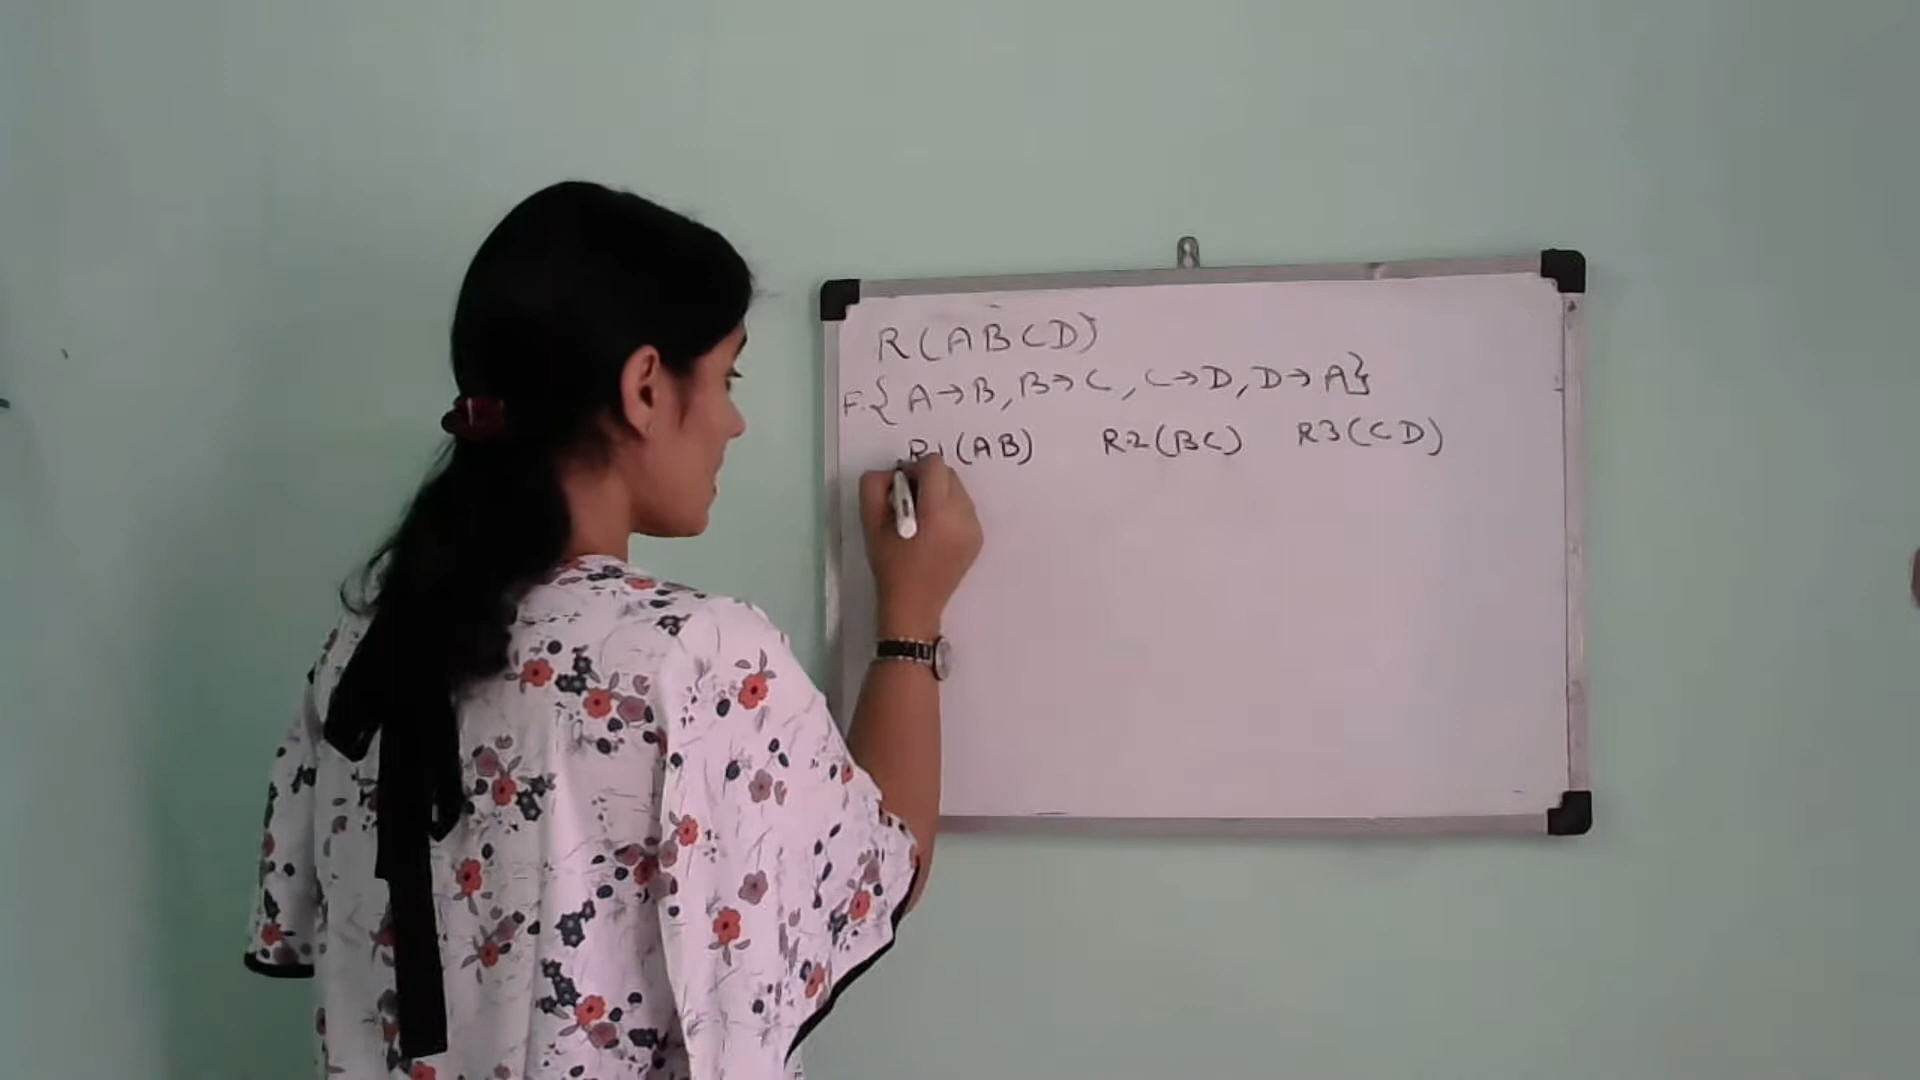 R(ABCD)
F:{A→B, B→C, C→D, D→A}
R1(AB) R2(BC) R3(CD)